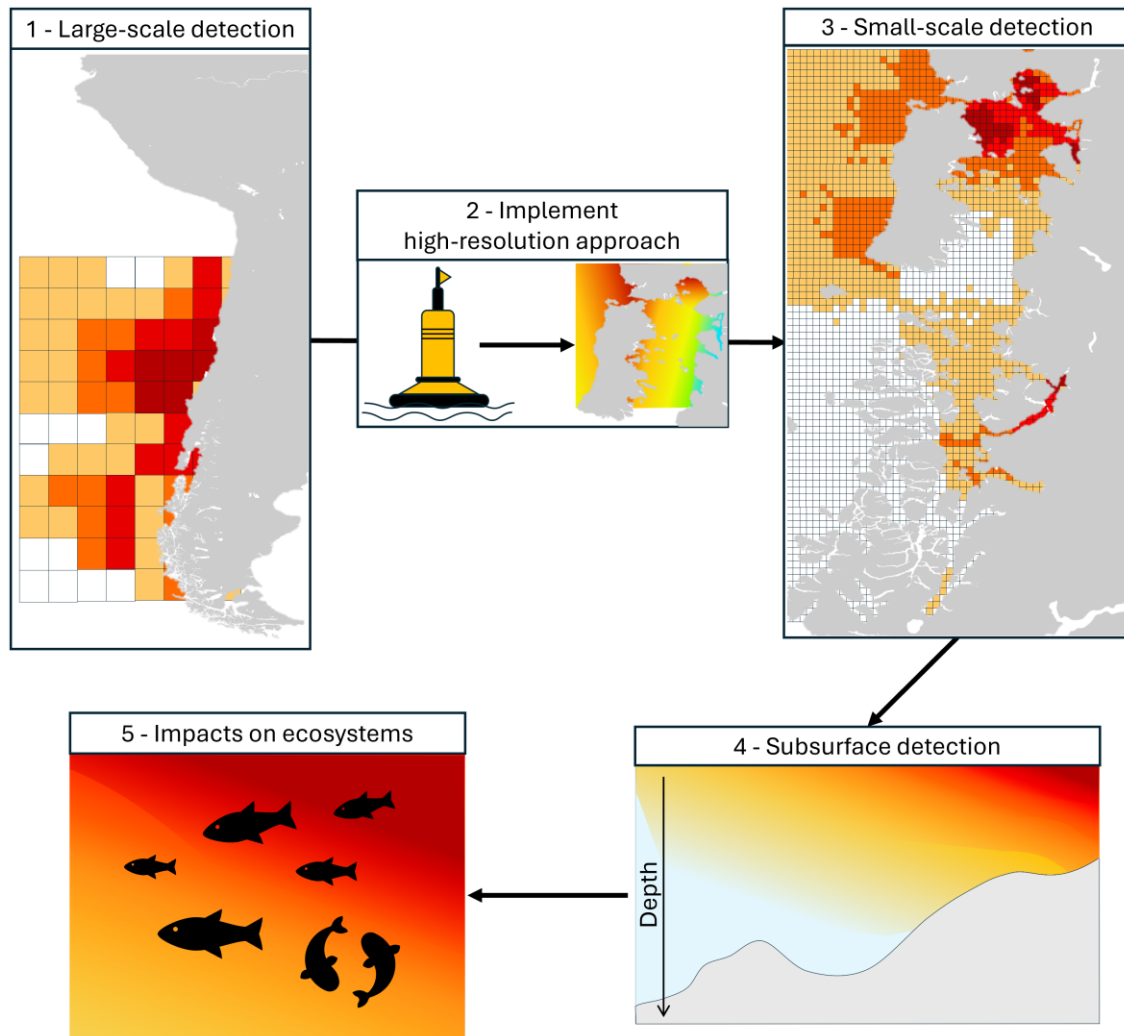 1 - Large-scale detection
2 - Implement
high-resolution approach
3 - Small-scale detection
4 - Subsurface detection
Depth
5 - Impacts on ecosystems